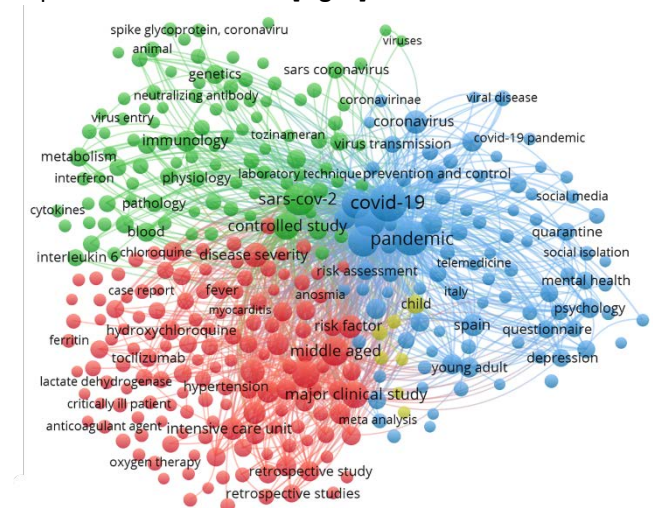 spike glycoprotein, coronaviru
animal
viruses
genetics
sars coronavirus
neutralizing antibody
coronavirinae
viral disease
virus entry
coronavirus
immunology
tozinameran
virus transmission
covid-19 pandemic
metabolism
interferon
physiology
laboratory technique
prevention and control
cytokines
pathology
sars-cov-2
covid-19
social media
blood
controlled study
pandemic
quarantine
interleukin 6
chloroquine
disease severity
social isolation
risk assessment
telemedicine
case report
fever
anosmia
italy
mental health
myocarditis
child
psychology
ferritin
hydroxychloroquine
risk factor
spain
questionnaire
tocilizumab
middle aged
depression
lactate dehydrogenase
hypertension
young adult
critically ill patient
major clinical study
anticoagulant agent
intensive care unit
meta analysis
oxygen therapy
retrospective study
retrospective studies